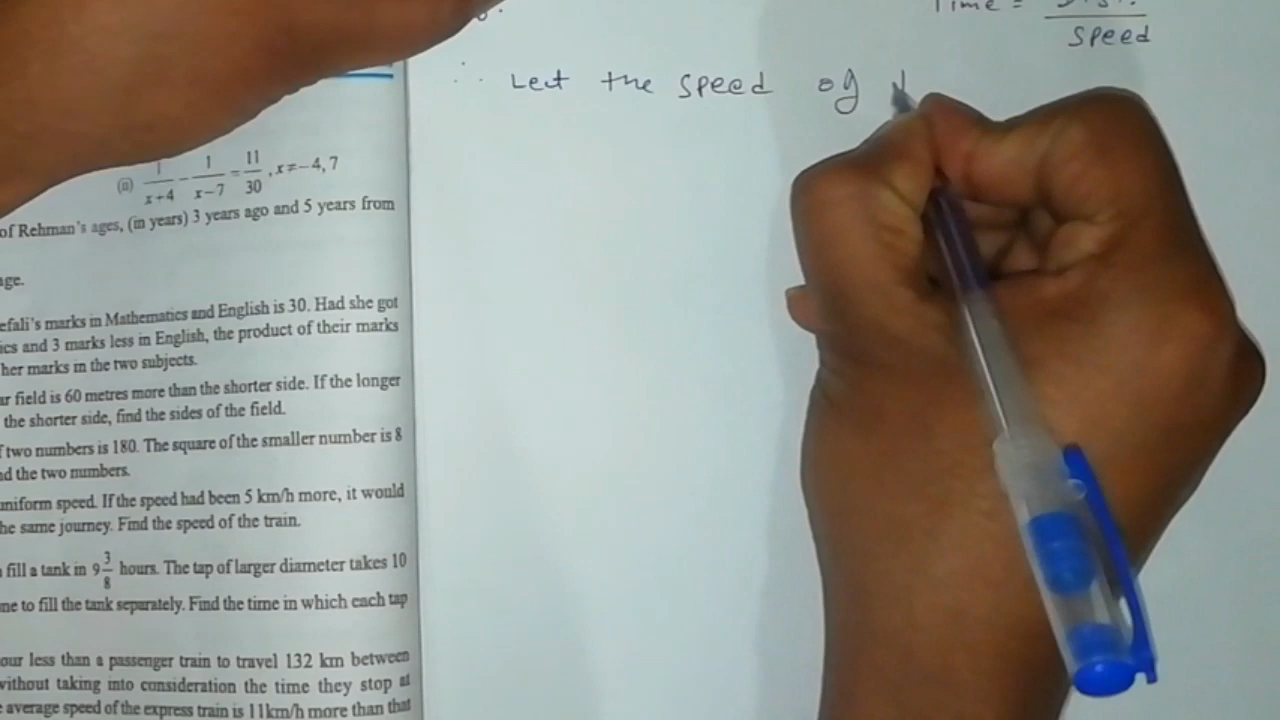 Time =
Speed
∴ Lect the speed of
(ii) 1/x+4 - 1/x-7 = 11/30, x ≠ -4, 7
of Rehman's ages, (in years) 3 years ago and 5 years from
age.
efali's marks in Mathematics and English is 30. Had she got
ics and 3 marks less in English, the product of their marks
her marks in the two subjects.
ar field is 60 metres more than the shorter side. If the longer
the shorter side, find the sides of the field.
f two numbers is 180. The square of the smaller number is 8
nd the two numbers.
uniform speed. If the speed had been 5 km/h more, it would
he same journey. Find the speed of the train.
fill a tank in 9 3/8 hours. The tap of larger diameter takes 10
me to fill the tank separately. Find the time in which each tap
our less than a passenger train to travel 132 km between
without taking into consideration the time they stop at
average speed of the express train is 11km/h more than that